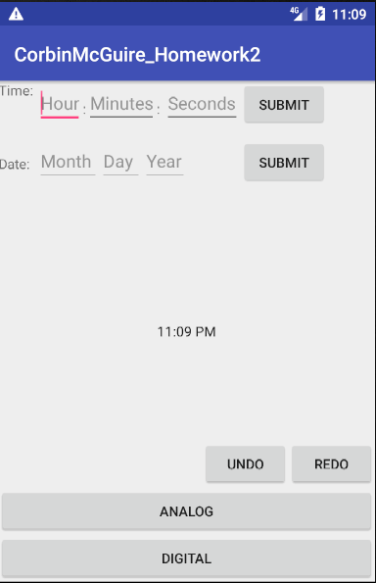 4G 11:09
CorbinMcGuire_Homework2
Time: Hour : Minutes : Seconds SUBMIT
Date: Month Day Year SUBMIT
11:09 PM
UNDO REDO
ANALOG
DIGITAL